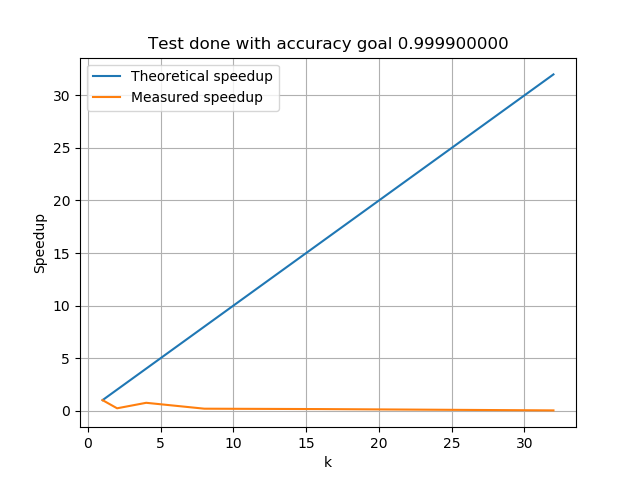 Test done with accuracy goal 0.999900000
Theoretical speedup
Measured speedup
30
25
20
15
10
5
0
Speedup
0 5 10 15 20 25 30
k